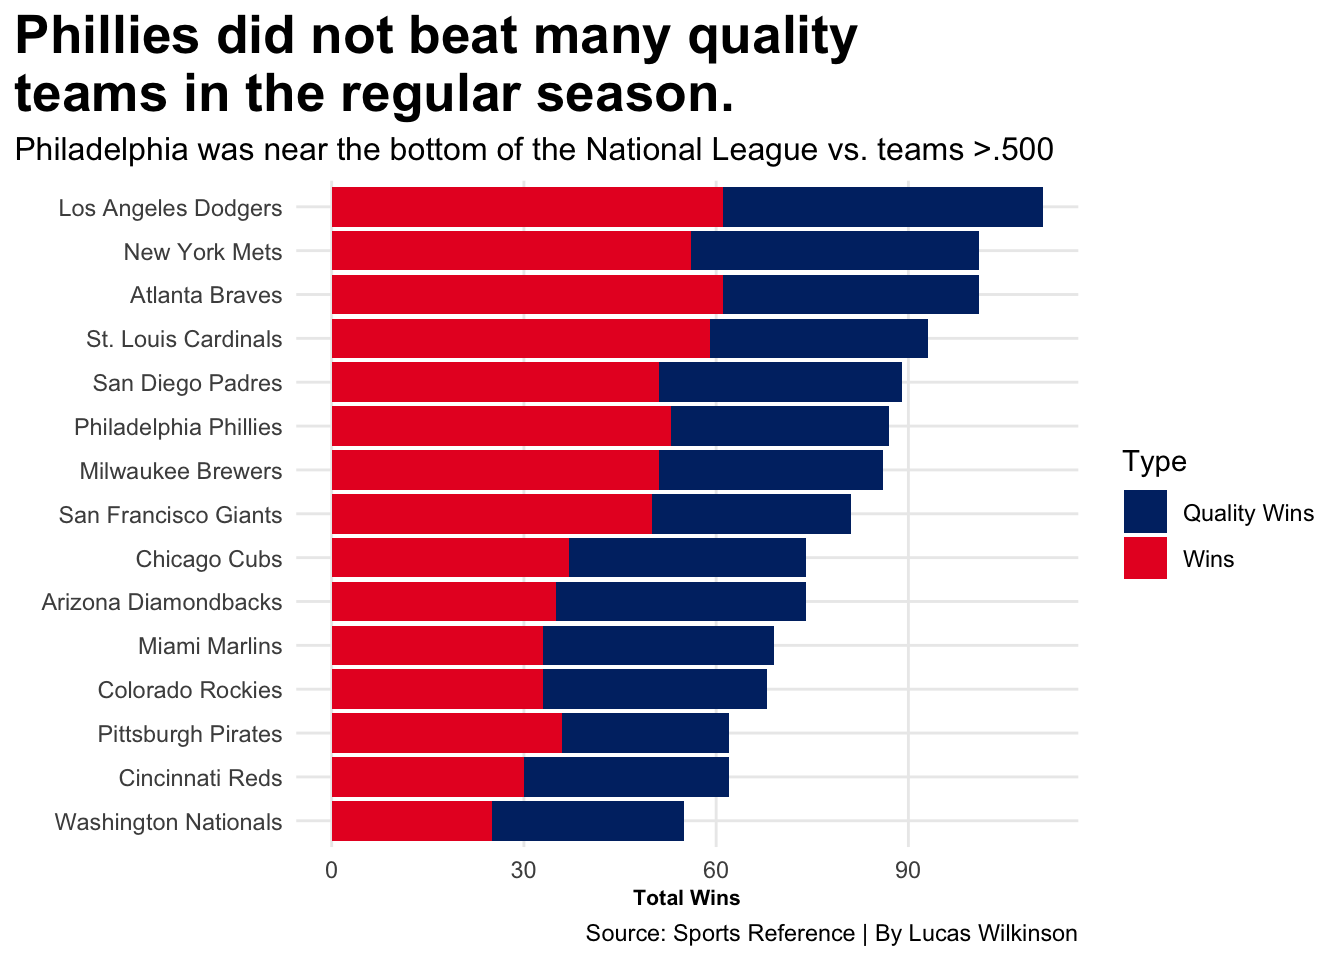 Phillies did not beat many quality
teams in the regular season.
Philadelphia was near the bottom of the National League vs. teams >.500
Los Angeles Dodgers
New York Mets
Atlanta Braves
St. Louis Cardinals
San Diego Padres
Philadelphia Phillies
Milwaukee Brewers
San Francisco Giants
Chicago Cubs
Arizona Diamondbacks
Miami Marlins
Colorado Rockies
Pittsburgh Pirates
Cincinnati Reds
Washington Nationals
0 30 60 90
Total Wins
Type
Quality Wins
Wins
Source: Sports Reference | By Lucas Wilkinson